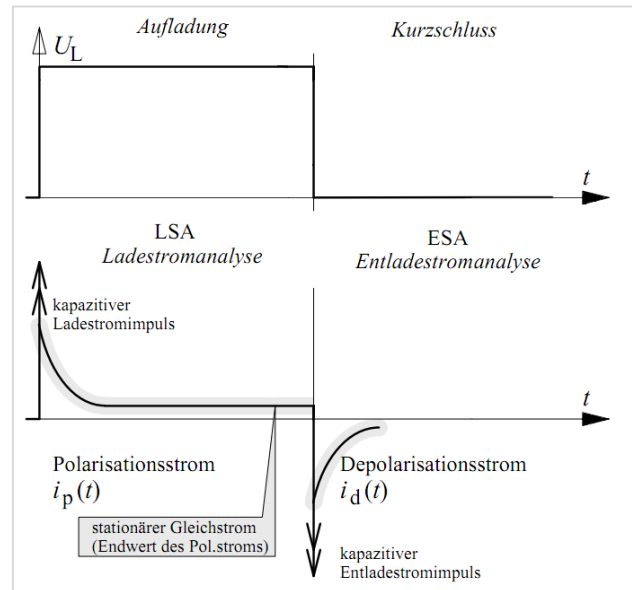 Aufladung
Kurzschluss
U_L
t
LSA
Ladestromanalyse
ESA
Entladestromanalyse
kapazitiver
Ladestromimpuls
t
Polarisationsstrom
i_p(t)
Depolarisationsstrom
i_d(t)
stationärer Gleichstrom
(Endwert des Pol.stroms)
kapazitiver
Entladestromimpuls